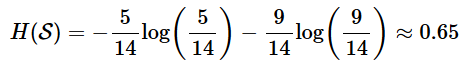 H(𝒮) = −5/14 log(5/14) − 9/14 log(9/14) ≈ 0.65